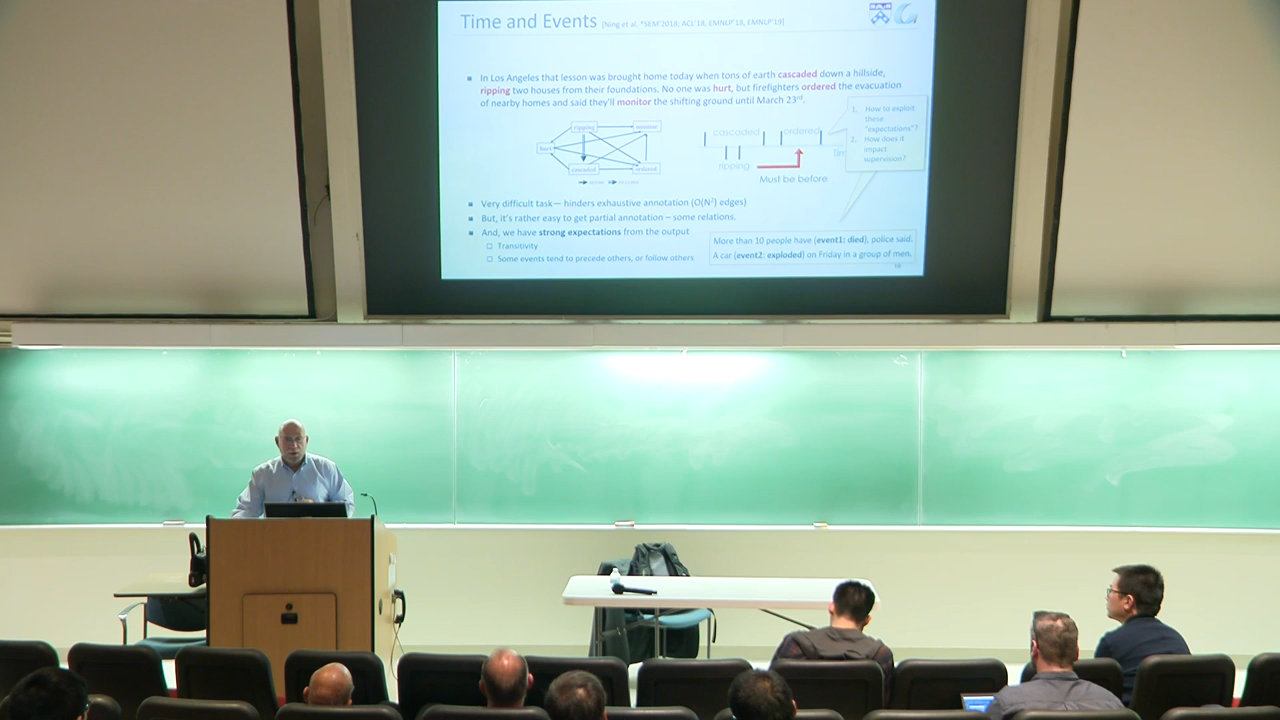 Time and Events [Ning et al. *SEM'2018; ACL'18, EMNLP'18, EMNLP'19]
In Los Angeles that lesson was brought home today when tons of earth cascaded down a hillside,
ripping two houses from their foundations. No one was hurt, but firefighters ordered the evacuation
of nearby homes and said they'll monitor the shifting ground until March 23rd.
ripping
monitor
hurt
cascaded
ordered
cascaded
ordered
ripping
Must be before
1. How to exploit
these
"expectations"?
2. How does it
impact
supervision?
Very difficult task— hinders exhaustive annotation (O(N²) edges)
But, it's rather easy to get partial annotation – some relations.
And, we have strong expectations from the output
Transitivity
Some events tend to precede others, or follow others
More than 10 people have (event1: died), police said.
A car (event2: exploded) on Friday in a group of men.